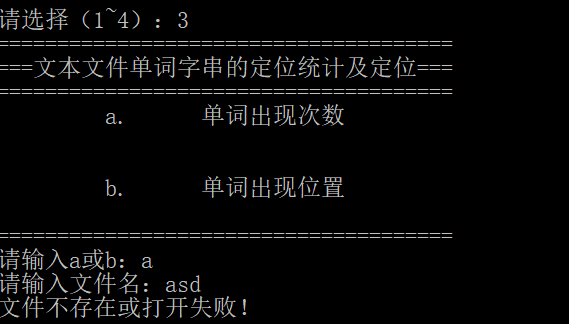 请选择（1~4）：3
======================================
===文本文件单词字串的定位统计及定位===
======================================
a.      单词出现次数
b.      单词出现位置
======================================
请输入a或b：a
请输入文件名：asd
文件不存在或打开失败！